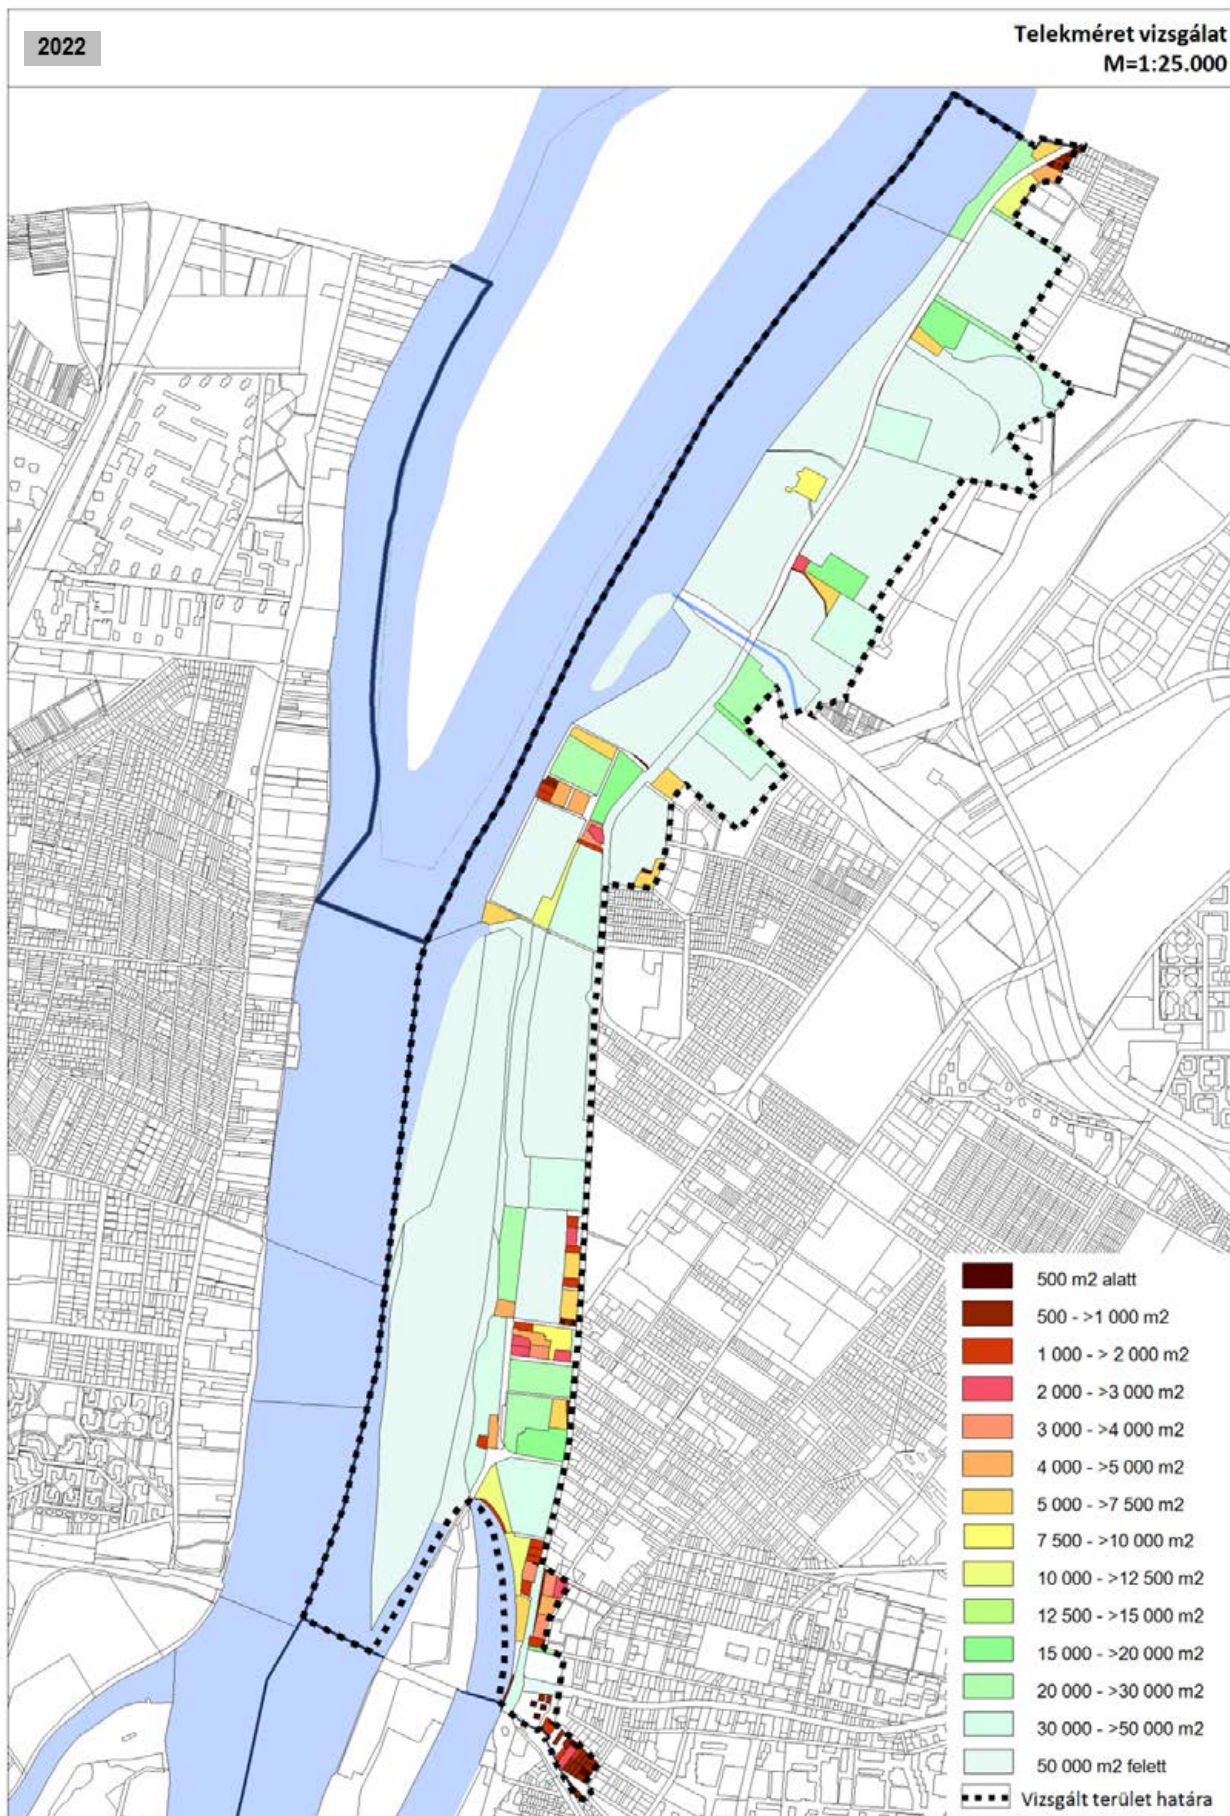 2022
Telekméret vizsgálat
M=1:25.000
500 m2 alatt
500 - >1 000 m2
1 000 - > 2 000 m2
2 000 - >3 000 m2
3 000 - >4 000 m2
4 000 - >5 000 m2
5 000 - >7 500 m2
7 500 - >10 000 m2
10 000 - >12 500 m2
12 500 - >15 000 m2
15 000 - >20 000 m2
20 000 - >30 000 m2
30 000 - >50 000 m2
50 000 m2 felett
Vizsgált terület határa